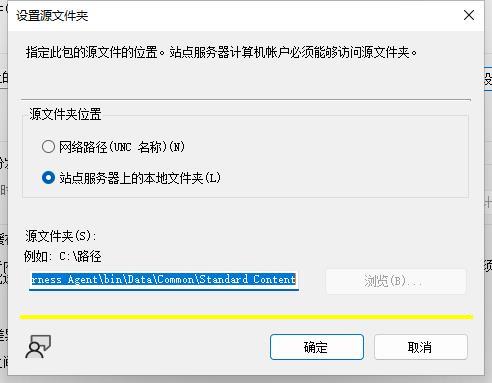 设置源文件夹
指定此包的源文件的位置。站点服务器计算机帐户必须能够访问源文件夹。
源文件夹位置
网络路径(UNC 名称)(N)
站点服务器上的本地文件夹(L)
源文件夹(S):
例如: C:\路径
rness Agent\bin\Data\Common\Standard Content
浏览(B)...
确定
取消